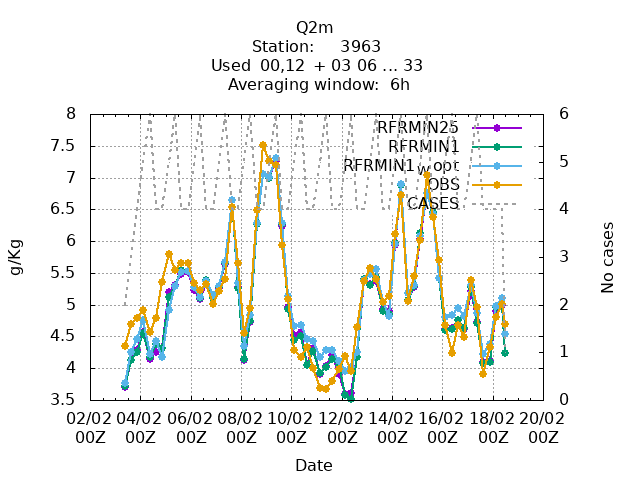 Q2m
Station: 3963
Used 00,12 + 03 06 ... 33
Averaging window: 6h
8 6
RFRMIN25
7.5 RFRMIN1 5
7 RFRMIN1_w opt
OBS
6.5 CASES 4
6
5.5 3
5 2
4.5
4 1
3.5 0
g/Kg
No cases
02/02 04/02 06/02 08/02 10/02 12/02 14/02 16/02 18/02 20/02
00Z 00Z 00Z 00Z 00Z 00Z 00Z 00Z 00Z 00Z
Date